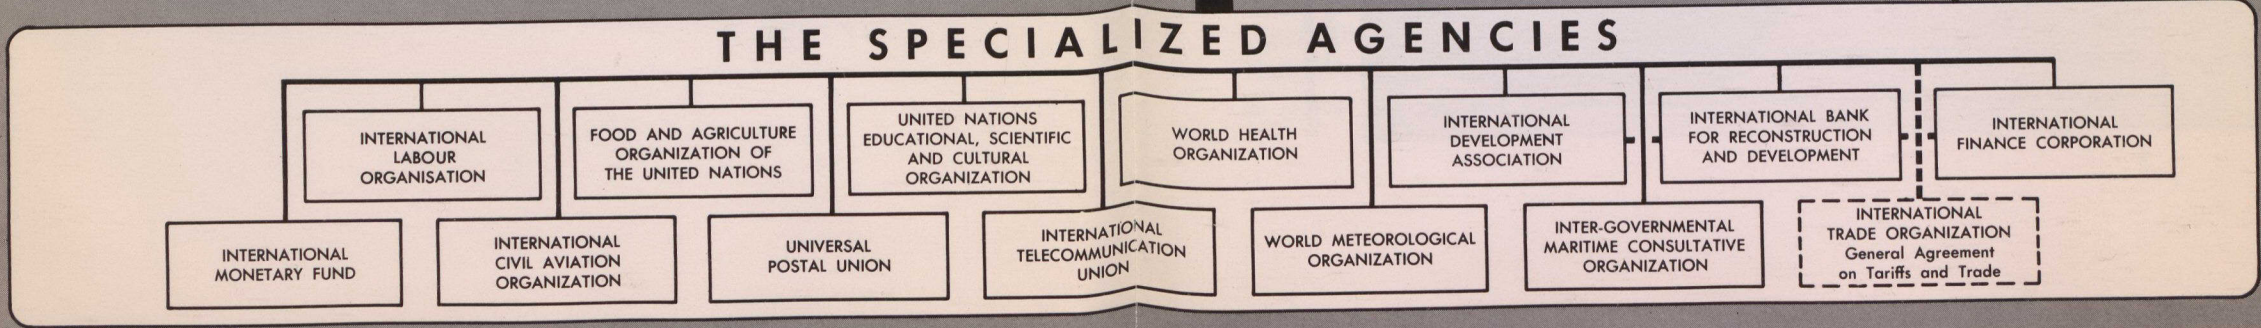 THE SPECIALIZED AGENCIES
INTERNATIONAL
LABOUR
ORGANISATION
FOOD AND AGRICULTURE
ORGANIZATION OF
THE UNITED NATIONS
UNITED NATIONS
EDUCATIONAL, SCIENTIFIC
AND CULTURAL
ORGANIZATION
WORLD HEALTH
ORGANIZATION
INTERNATIONAL
DEVELOPMENT
ASSOCIATION
INTERNATIONAL BANK
FOR RECONSTRUCTION
AND DEVELOPMENT
INTERNATIONAL
FINANCE CORPORATION
INTERNATIONAL
MONETARY FUND
INTERNATIONAL
CIVIL AVIATION
ORGANIZATION
UNIVERSAL
POSTAL UNION
INTERNATIONAL
TELECOMMUNICATION
UNION
WORLD METEOROLOGICAL
ORGANIZATION
INTER-GOVERNMENTAL
MARITIME CONSULTATIVE
ORGANIZATION
INTERNATIONAL
TRADE ORGANIZATION
General Agreement
on Tariffs and Trade